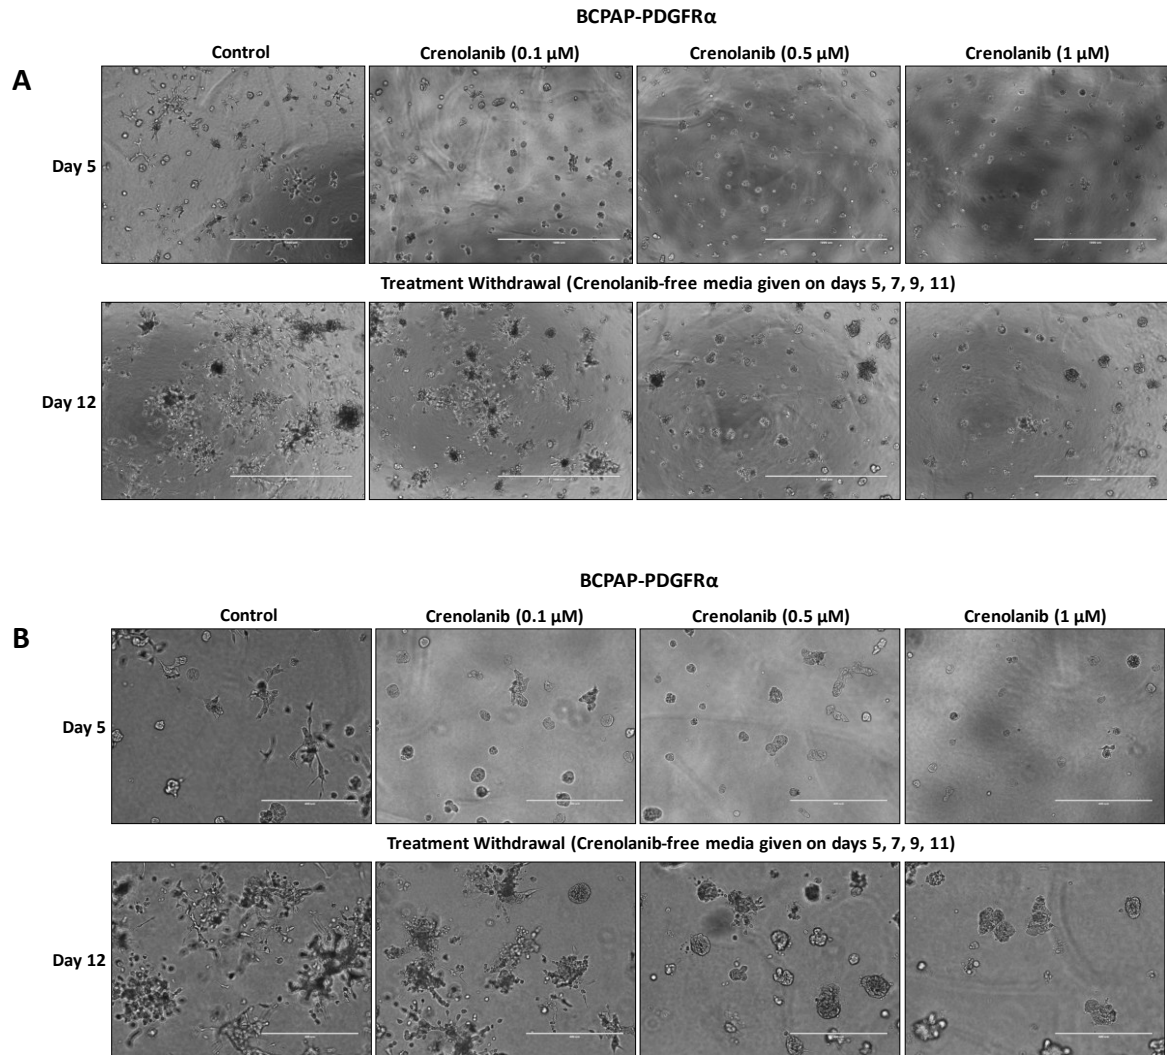 BCPAP-PDGFRα
Control
Crenolanib (0.1 μM)
Crenolanib (0.5 μM)
Crenolanib (1 μM)
A
Day 5
Treatment Withdrawal (Crenolanib-free media given on days 5, 7, 9, 11)
Day 12
BCPAP-PDGFRα
Control
Crenolanib (0.1 μM)
Crenolanib (0.5 μM)
Crenolanib (1 μM)
B
Day 5
Treatment Withdrawal (Crenolanib-free media given on days 5, 7, 9, 11)
Day 12